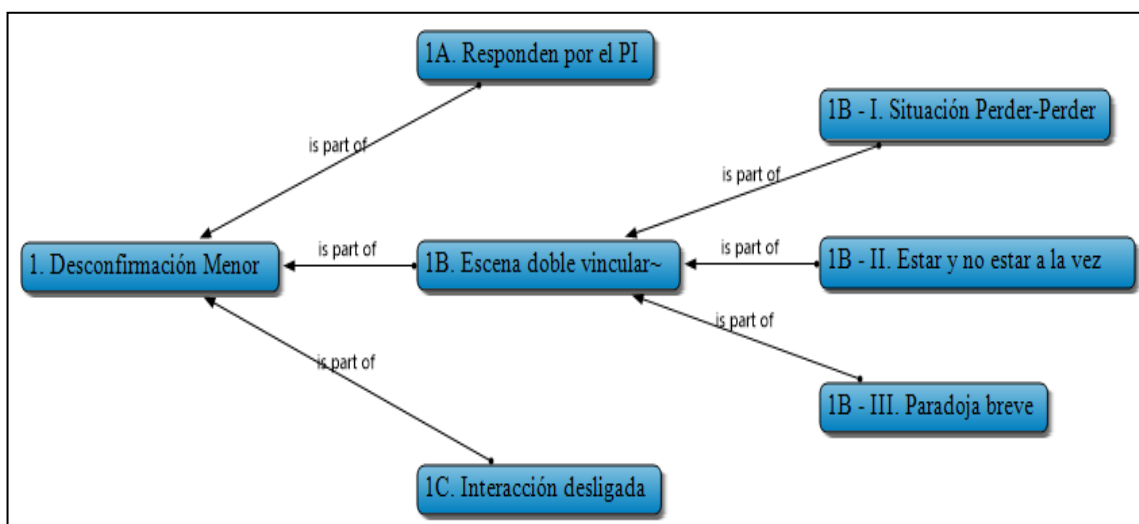 1A. Responden por el PI
1B - I. Situación Perder-Perder
is part of
is part of
1. Desconfirmación Menor
is part of
1B. Escena doble vincular~
is part of
1B - II. Estar y no estar a la vez
is part of
is part of
1B - III. Paradoja breve
1C. Interacción desligada